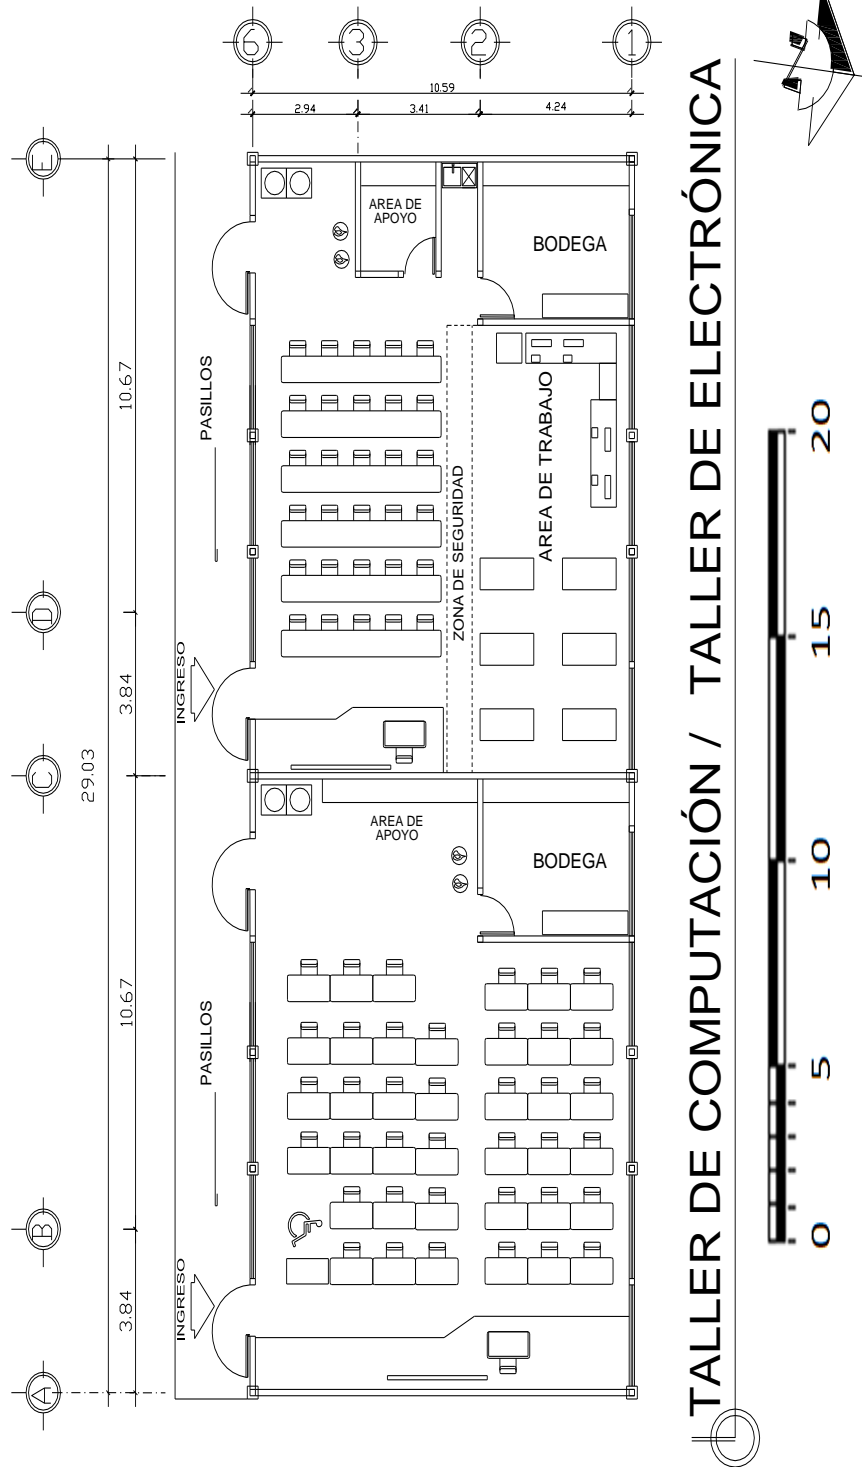 6
3
2
1
10.59
2.94
3.41
4.24
E
D
C
B
A
10.67
3.84
29.03
10.67
3.84
AREA DE
APOYO
BODEGA
PASILLOS
ZONA DE SEGURIDAD
AREA DE TRABAJO
INGRESO
AREA DE
APOYO
BODEGA
PASILLOS
INGRESO
TALLER DE COMPUTACIÓN / TALLER DE ELECTRÓNICA
0
5
10
15
20